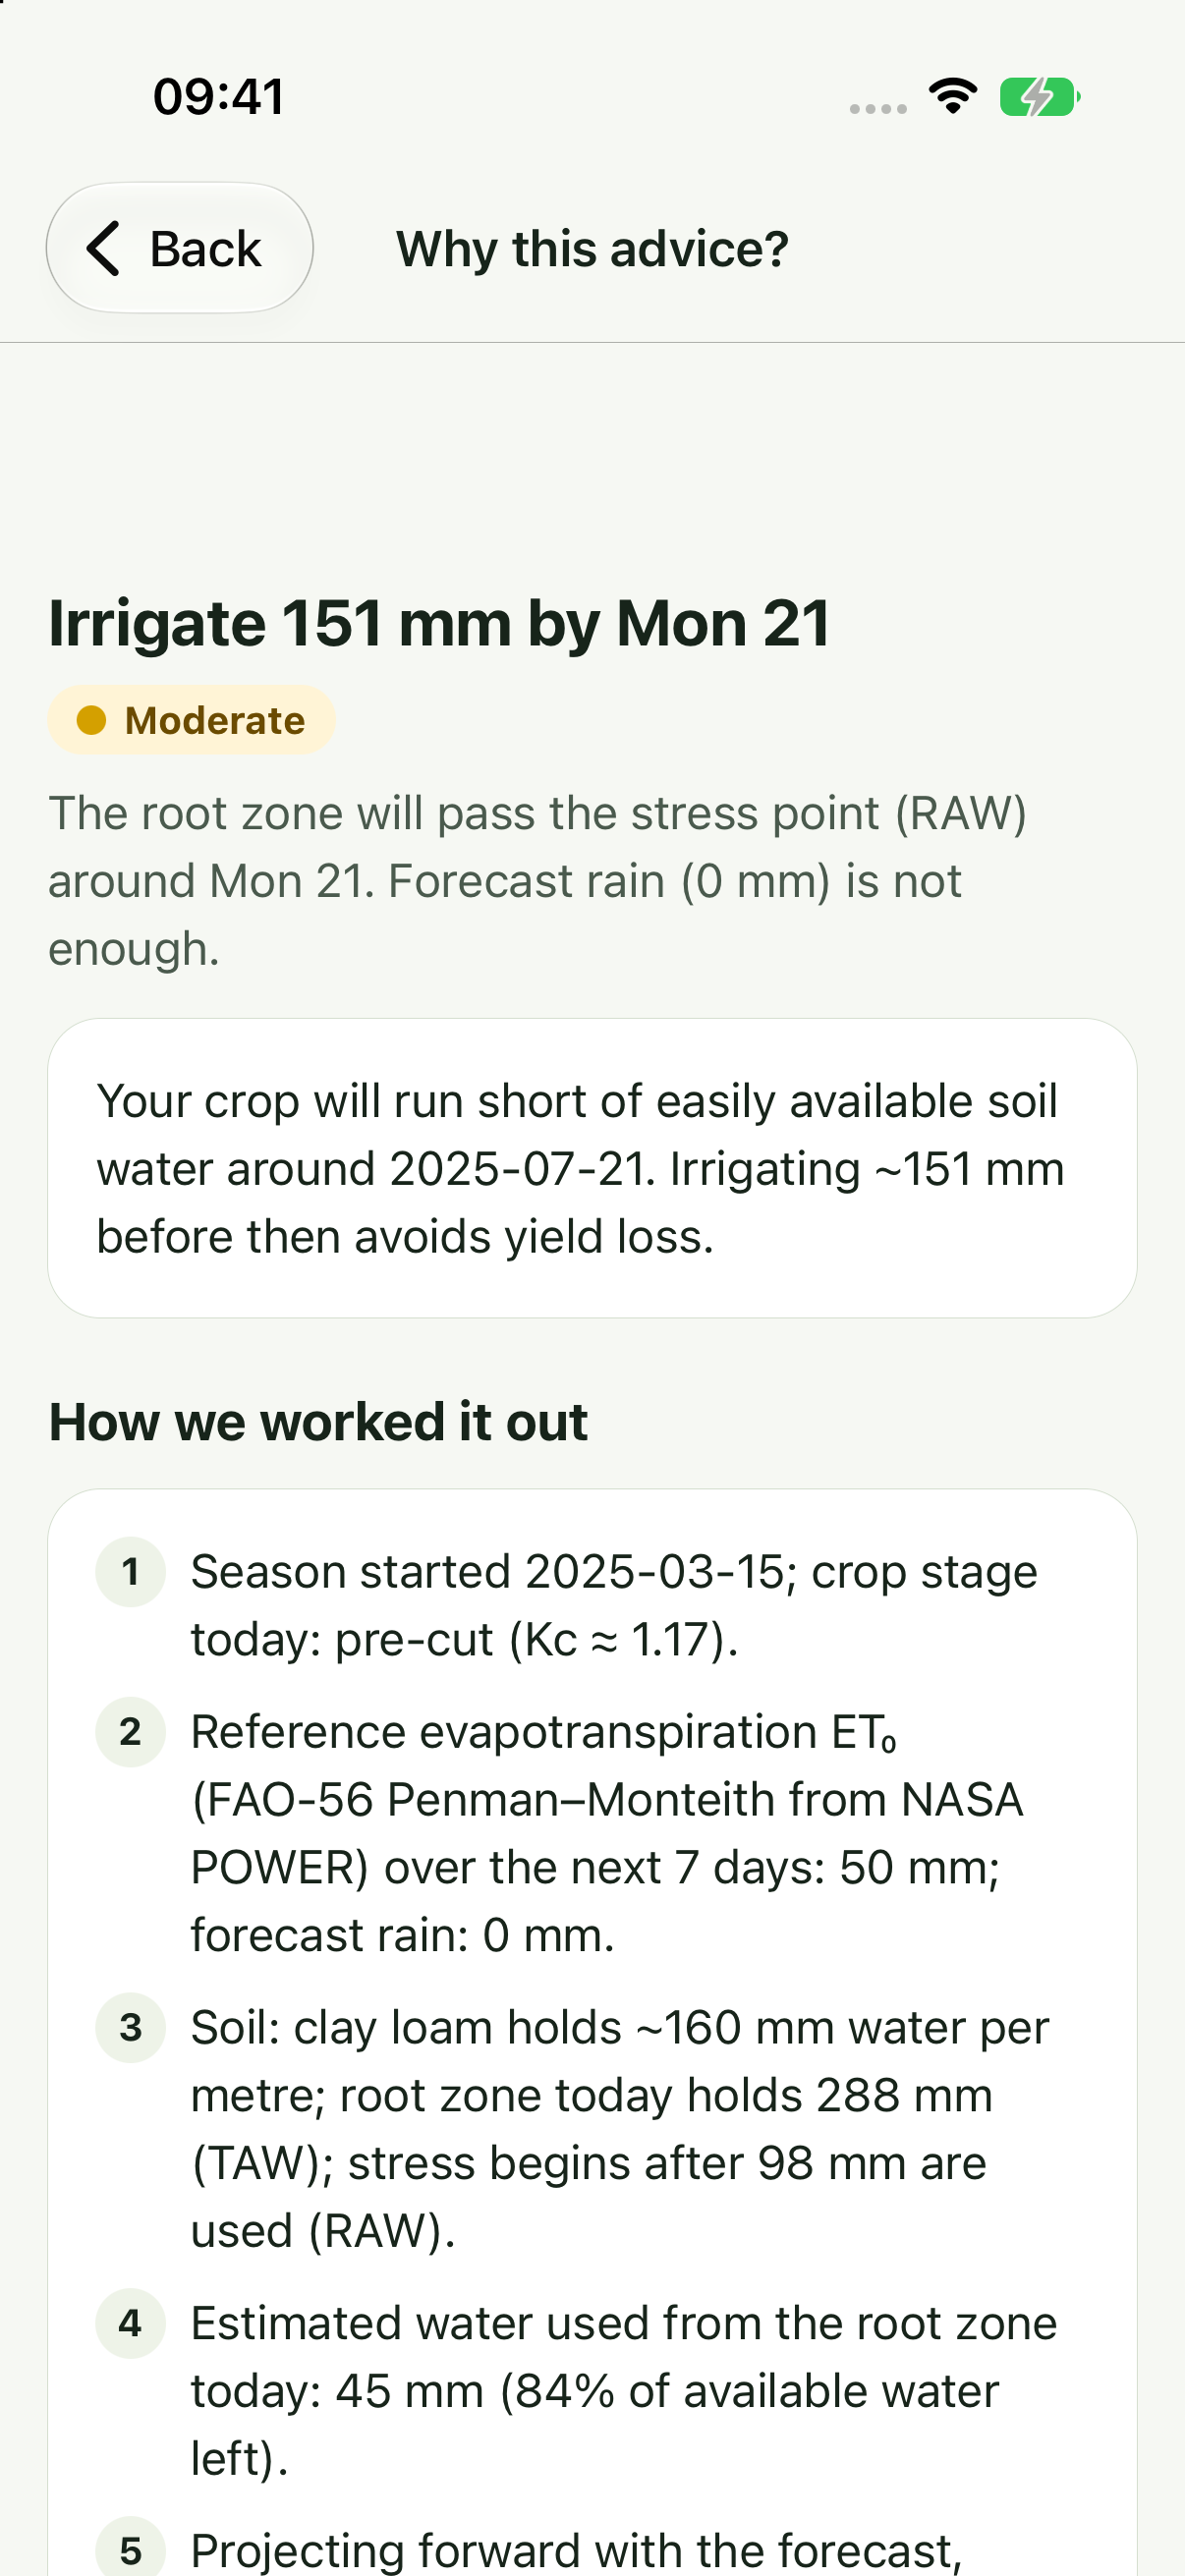 09:41
Back
Why this advice?
Irrigate 151 mm by Mon 21
Moderate
The root zone will pass the stress point (RAW)
around Mon 21. Forecast rain (0 mm) is not
enough.
Your crop will run short of easily available soil
water around 2025-07-21. Irrigating ~151 mm
before then avoids yield loss.
How we worked it out
1 Season started 2025-03-15; crop stage
today: pre-cut (Kc ≈ 1.17).
2 Reference evapotranspiration ET₀
(FAO-56 Penman–Monteith from NASA
POWER) over the next 7 days: 50 mm;
forecast rain: 0 mm.
3 Soil: clay loam holds ~160 mm water per
metre; root zone today holds 288 mm
(TAW); stress begins after 98 mm are
used (RAW).
4 Estimated water used from the root zone
today: 45 mm (84% of available water
left).
5 Projecting forward with the forecast,